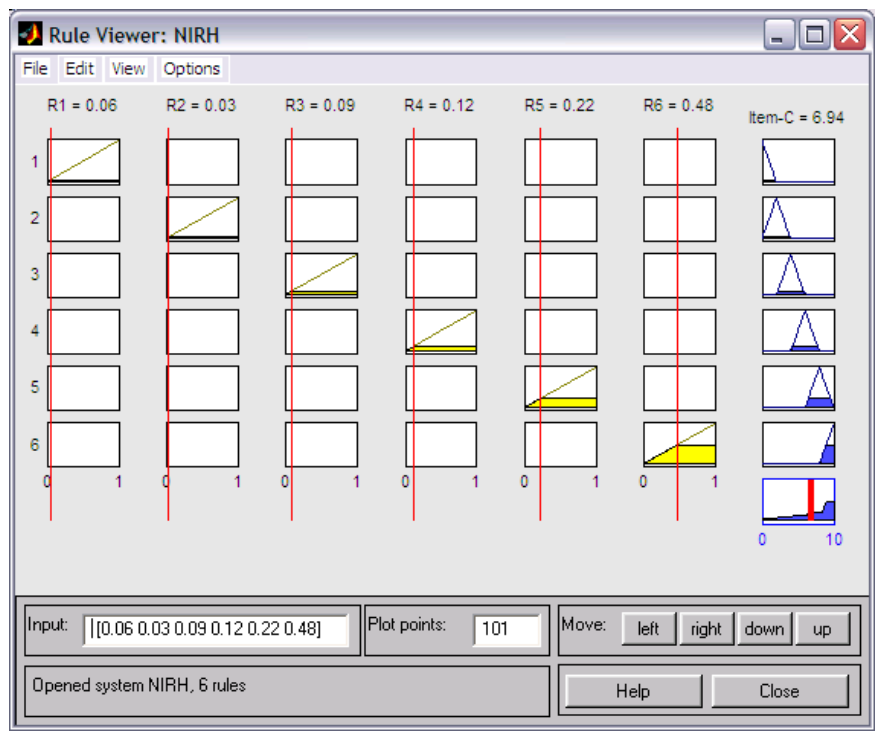 Rule Viewer: NIRH
File Edit View Options
R1 = 0.06 R2 = 0.03 R3 = 0.09 R4 = 0.12 R5 = 0.22 R6 = 0.48 Item-C = 6.94
1
2
3
4
5
6
0 1 0 1 0 1 0 1 0 1 0 1
0 10
Input: [0.06 0.03 0.09 0.12 0.22 0.48] Plot points: 101 Move: left right down up
Opened system NIRH, 6 rules Help Close